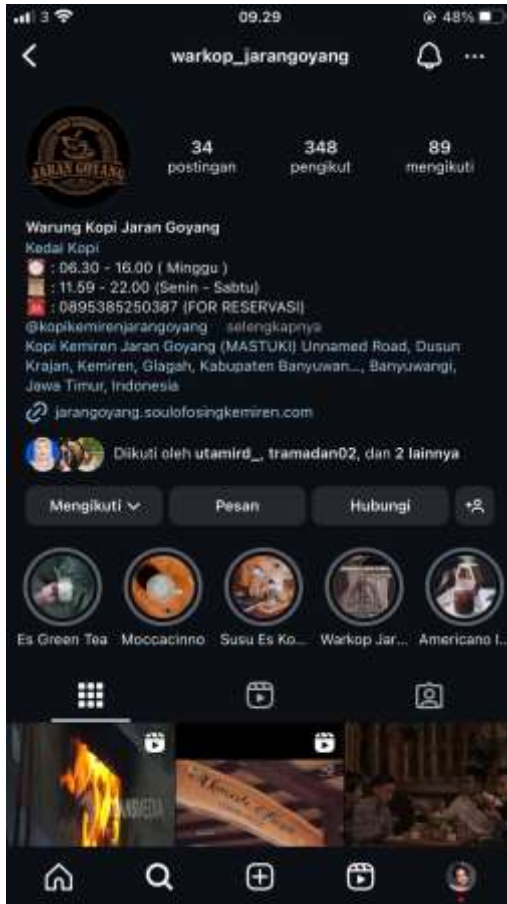 3
09.29
48%
warkop_jarangoyang
JARAN GOYANG
34
postingan
348
pengikut
89
mengikuti
Warung Kopi Jaran Goyang
Kedai Kopi
: 06.30 - 16.00 ( Minggu )
: 11.59 - 22.00 (Senin - Sabtu)
: 0895385250387 (FOR RESERVASI)
@kopikemirenjarangoyang selengkapnya
Kopi Kemiren Jaran Goyang (MASTUKI) Unnamed Road, Dusun
Krajan, Kemiren, Glagah, Kabupaten Banyuwan..., Banyuwangi,
Jawa Timur, Indonesia
jarangoyang.soulofosingkemiren.com
Diikuti oleh utamird_, tramadan02, dan 2 lainnya
Mengikuti
Pesan
Hubungi
Es Green Tea
Moccacinno
Susu Es Ko...
Warkop Jar...
Americano I...